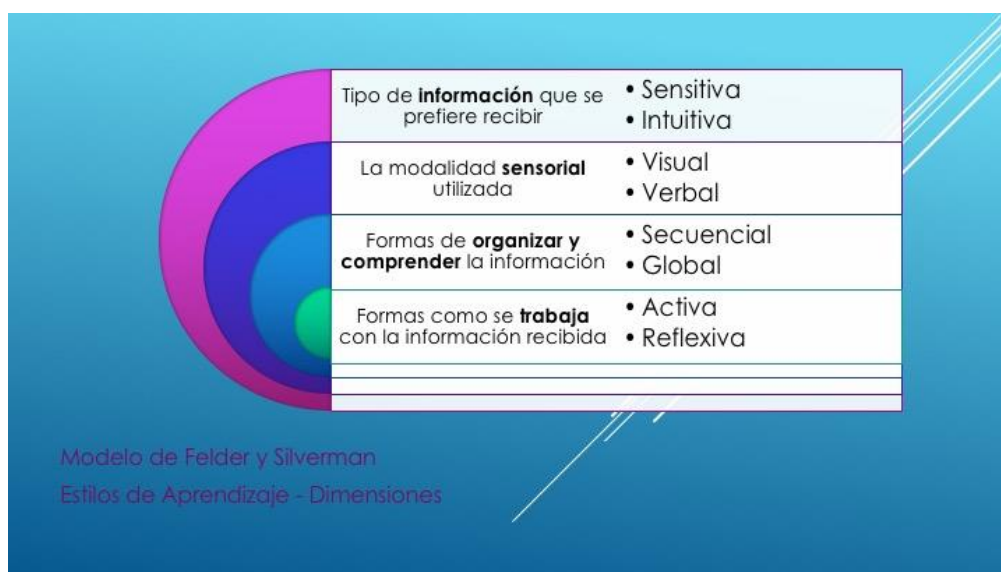 Tipo de información que se
prefiere recibir
• Sensitiva
• Intuitiva
La modalidad sensorial
utilizada
• Visual
• Verbal
Formas de organizar y
comprender la información
• Secuencial
• Global
Formas como se trabaja
con la información recibida
• Activa
• Reflexiva
Modelo de Felder y Silverman
Estilos de Aprendizaje - Dimensiones